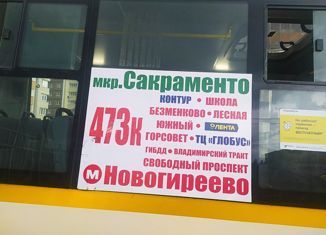 мкр.Сакраменто
КОНТУР • ШКОЛА
БЕЗМЕНКОВО • ЛЕСНАЯ
473к
ЮЖНЫЙ • ЛЕНТА
ГОРСОВЕТ • ТЦ «ГЛОБУС»
ГИБДД • ВЛАДИМИРСКИЙ ТРАКТ
СВОБОДНЫЙ ПРОСПЕКТ
М Новогиреево